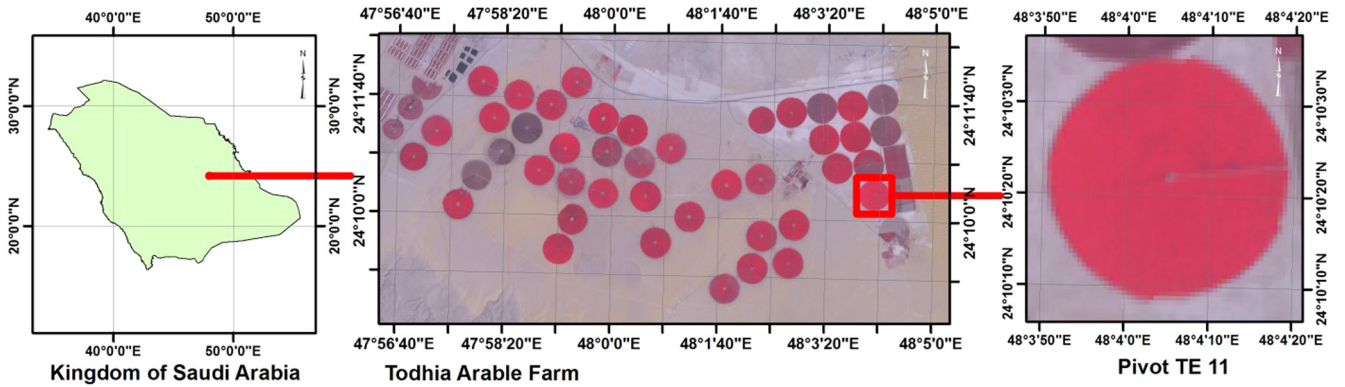 40°0'0"E 50°0'0"E
30°0'0"N
20°0'0"N
N
30°0'0"N
20°0'0"N
40°0'0"E 50°0'0"E
Kingdom of Saudi Arabia
47°56'40"E 47°58'20"E 48°0'0"E 48°1'40"E 48°3'20"E 48°5'0"E
24°11'40"N
24°10'0"N
N
24°11'40"N
24°10'0"N
47°56'40"E 47°58'20"E 48°0'0"E 48°1'40"E 48°3'20"E 48°5'0"E
Todhia Arable Farm
48°3'50"E 48°4'0"E 48°4'10"E 48°4'20"E
24°10'30"N
24°10'20"N
24°10'10"N
N
24°10'30"N
24°10'20"N
24°10'10"N
48°3'50"E 48°4'0"E 48°4'10"E 48°4'20"E
Pivot TE 11